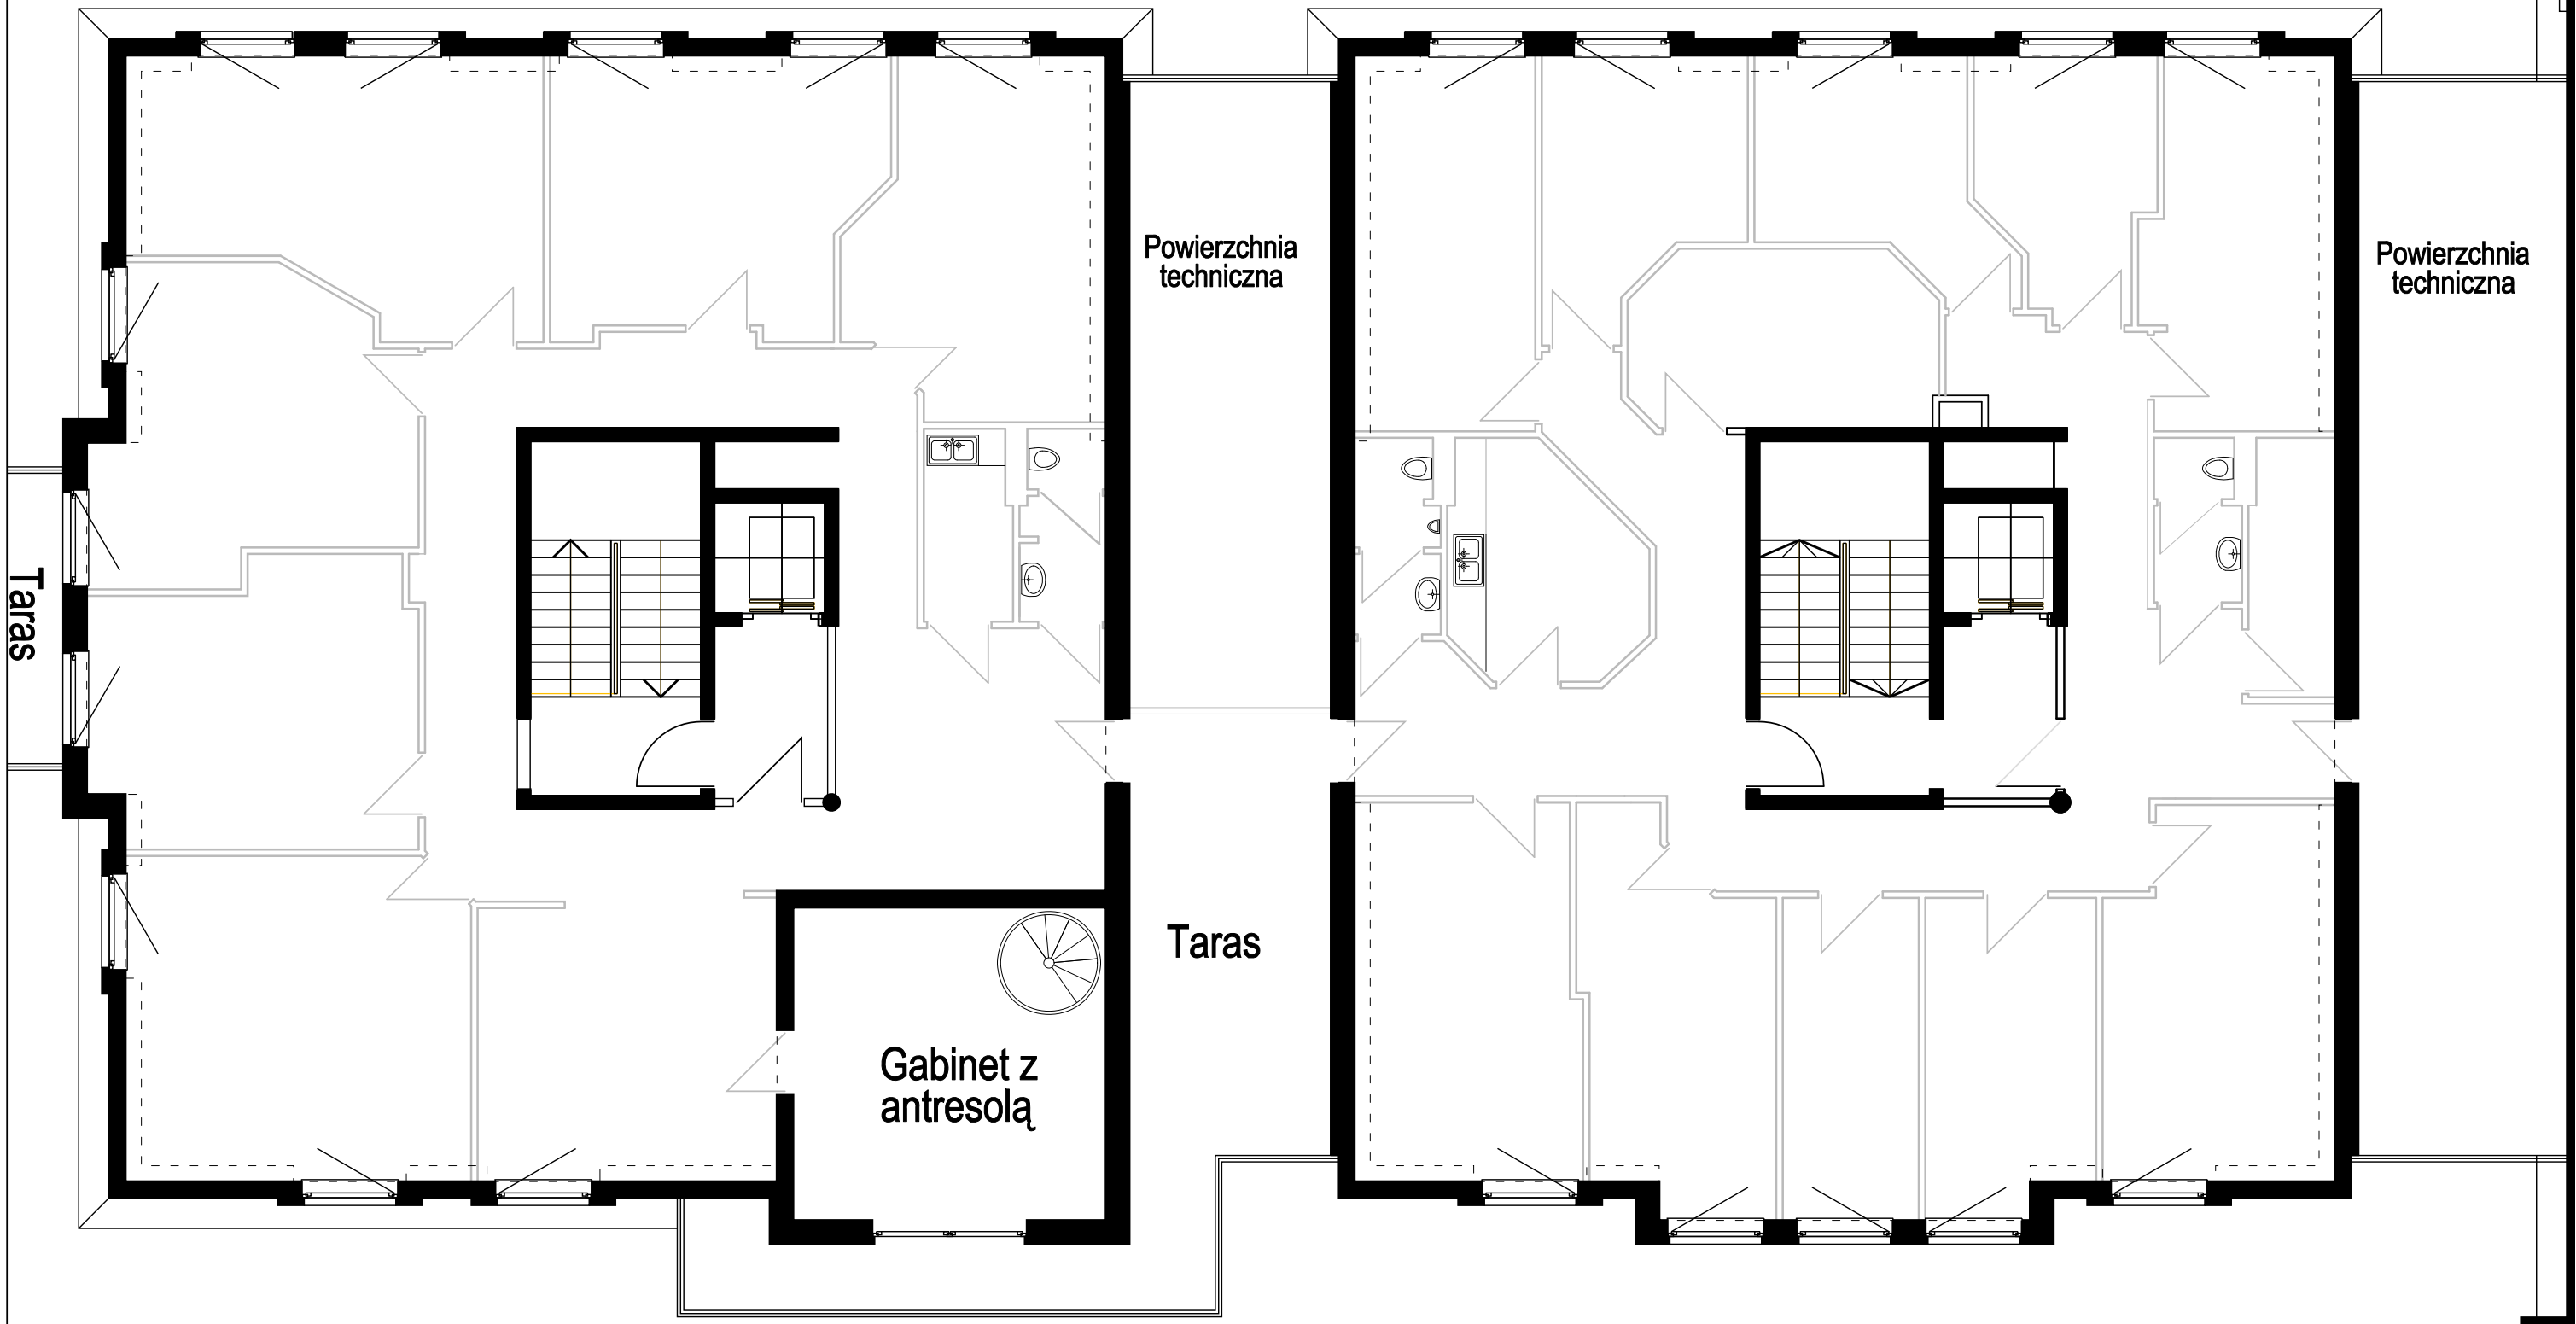 Powierzchnia
techniczna
Powierzchnia
techniczna
Taras
Taras
Gabinet z
antresolą